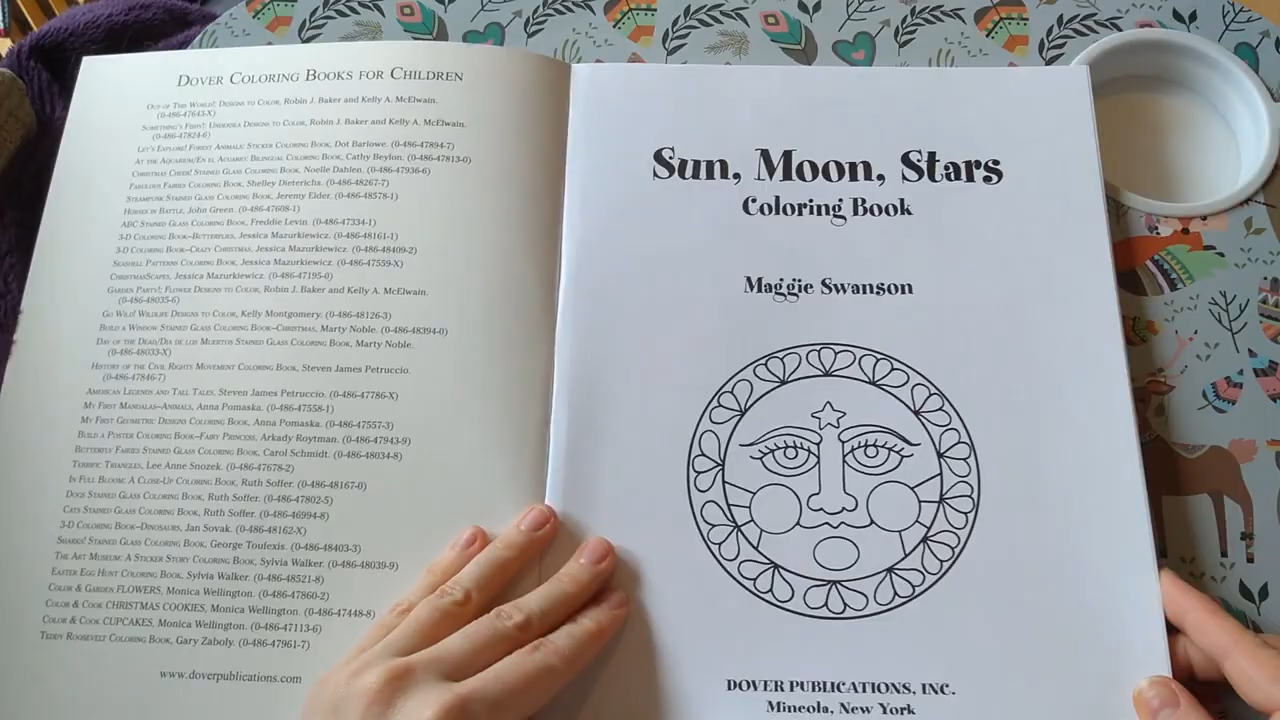 DOVER COLORING BOOKS FOR CHILDREN
OUT OF THIS WORLD!: DESIGNS TO COLOR, Robin J. Baker and Kelly A. McElwain.
(0-486-47643-X)
SOMETHING'S FISHY!: UNDERSEA DESIGNS TO COLOR, Robin J. Baker and Kelly A. McElwain.
(0-486-47824-6)
LET'S EXPLORE! FOREST ANIMALS: STICKER COLORING BOOK, Dot Barlowe. (0-486-47894-7)
AT THE AQUARIUM/EN EL ACUARIO: BILINGUAL COLORING BOOK, Cathy Beylon. (0-486-47813-0)
CHRISTMAS CHEER! STAINED GLASS COLORING BOOK, Noelle Dahlen. (0-486-47936-6)
FABULOUS FAIRIES COLORING BOOK, Shelley Dieterichs. (0-486-48267-7)
STEAMPUNK STAINED GLASS COLORING BOOK, Jeremy Elder. (0-486-48578-1)
HORSES IN BATTLE, John Green. (0-486-47608-1)
ABC STAINED GLASS COLORING BOOK, Freddie Levin. (0-486-47334-1)
3-D COLORING BOOK–BUTTERFLIES, Jessica Mazurkiewicz. (0-486-48161-1)
3-D COLORING BOOK–CRAZY CHRISTMAS, Jessica Mazurkiewicz. (0-486-48409-2)
SEASHELL PATTERNS COLORING BOOK, Jessica Mazurkiewicz. (0-486-47559-X)
CHRISTMASSCAPES, Jessica Mazurkiewicz. (0-486-47195-0)
GARDEN PARTY!: FLOWER DESIGNS TO COLOR, Robin J. Baker and Kelly A. McElwain.
(0-486-48035-6)
GO WILD! WILDLIFE DESIGNS TO COLOR, Kelly Montgomery. (0-486-48126-3)
BUILD A WINDOW STAINED GLASS COLORING BOOK–CHRISTMAS, Marty Noble. (0-486-48394-0)
DAY OF THE DEAD/DIA DE LOS MUERTOS STAINED GLASS COLORING BOOK, Marty Noble.
(0-486-48033-X)
HISTORY OF THE CIVIL RIGHTS MOVEMENT COLORING BOOK, Steven James Petruccio.
(0-486-47846-7)
AMERICAN LEGENDS AND TALL TALES, Steven James Petruccio. (0-486-47786-X)
MY FIRST MANDALAS–ANIMALS, Anna Pomaska. (0-486-47558-1)
MY FIRST GEOMETRIC DESIGNS COLORING BOOK, Anna Pomaska. (0-486-47557-3)
BUILD A POSTER COLORING BOOK–FAIRY PRINCESS, Arkady Roytman. (0-486-47943-9)
BUTTERFLY FAIRIES STAINED GLASS COLORING BOOK, Carol Schmidt. (0-486-48034-8)
TERRIFIC TRIANGLES, Lee Anne Snozek. (0-486-47678-2)
IN FULL BLOOM: A CLOSE-UP COLORING BOOK, Ruth Soffer. (0-486-48167-0)
DOGS STAINED GLASS COLORING BOOK, Ruth Soffer. (0-486-47802-5)
CATS STAINED GLASS COLORING BOOK, Ruth Soffer. (0-486-46994-8)
3-D COLORING BOOK–DINOSAURS, Jan Sovak. (0-486-48162-X)
SHARKS! STAINED GLASS COLORING BOOK, George Toufexis. (0-486-48403-3)
THE ART MUSEUM: A STICKER STORY COLORING BOOK, Sylvia Walker. (0-486-48039-9)
EASTER EGG HUNT COLORING BOOK, Sylvia Walker. (0-486-48521-8)
COLOR & GARDEN FLOWERS, Monica Wellington. (0-486-47860-2)
COLOR & COOK CHRISTMAS COOKIES, Monica Wellington. (0-486-47448-8)
COLOR & COOK CUPCAKES, Monica Wellington. (0-486-47113-6)
TEDDY ROOSEVELT COLORING BOOK, Gary Zaboly. (0-486-47961-7)
www.doverpublications.com
Sun, Moon, Stars
Coloring Book
Maggie Swanson
DOVER PUBLICATIONS, INC.
Mineola, New York